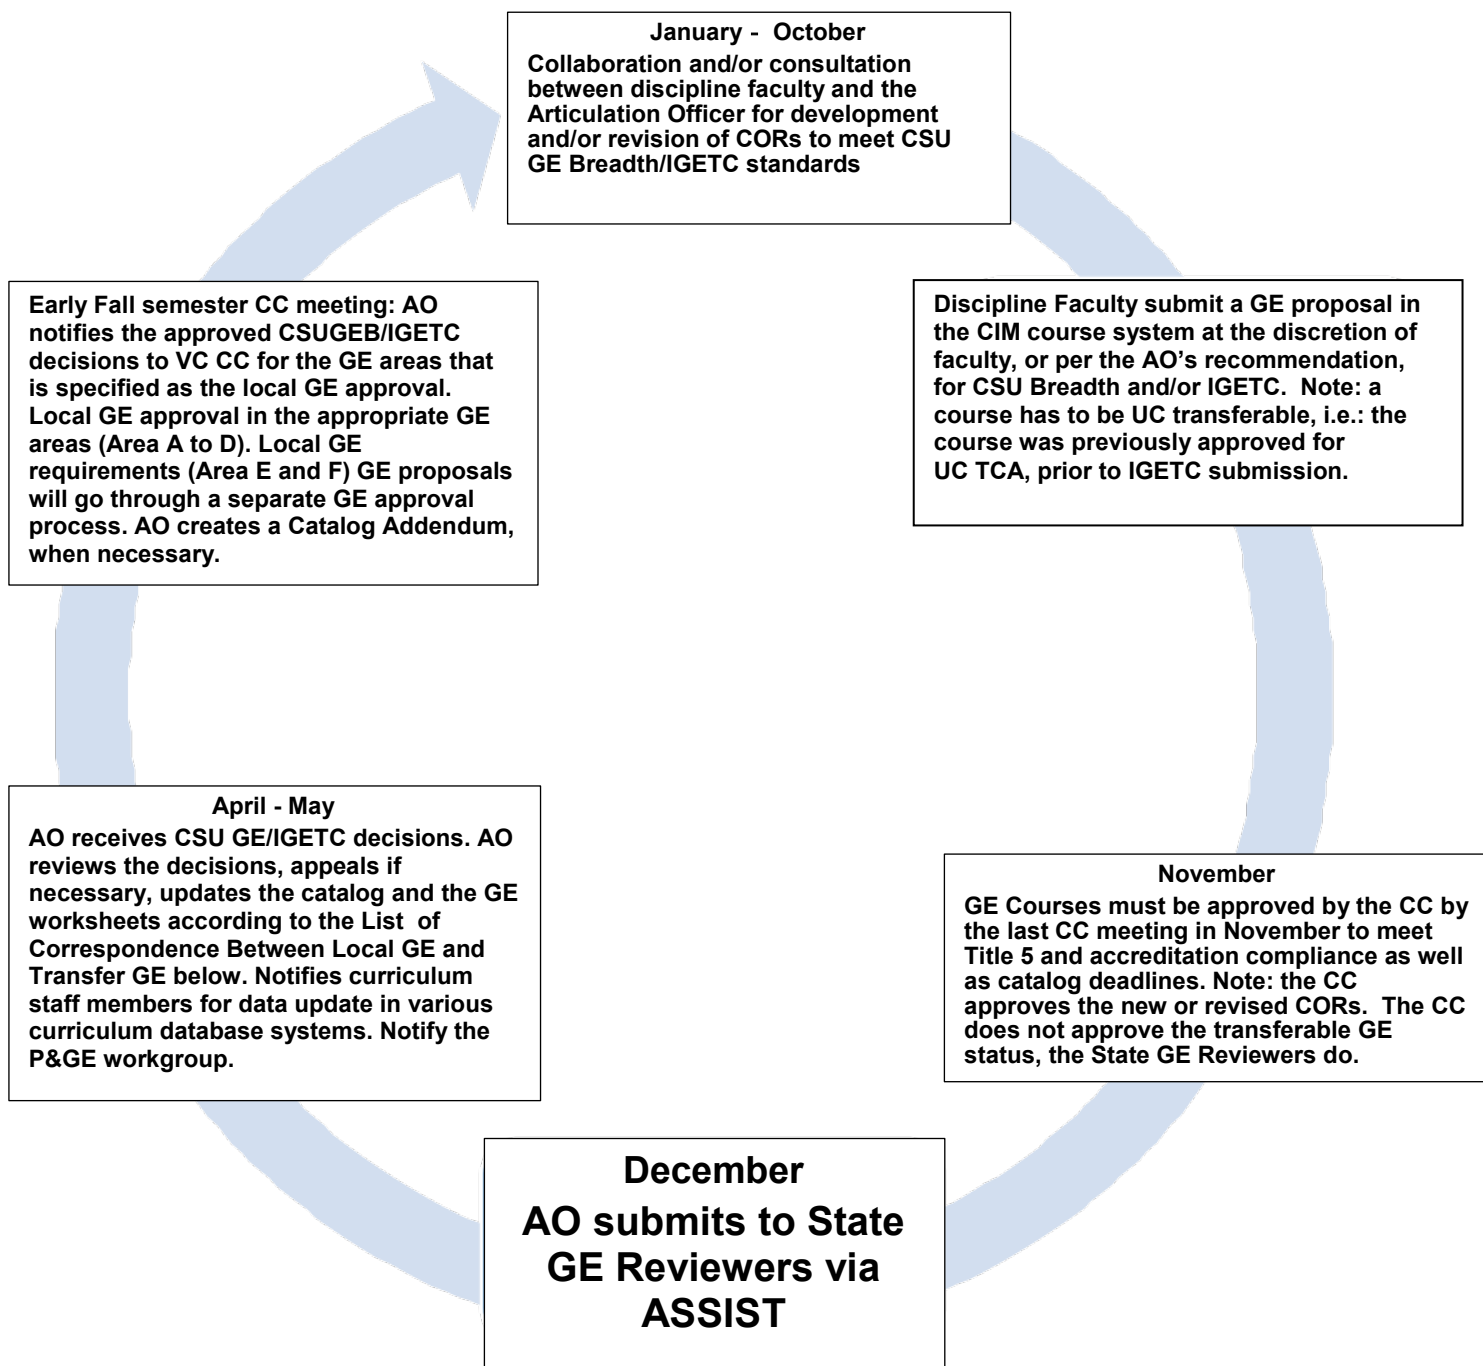 January - October
Collaboration and/or consultation
between discipline faculty and the
Articulation Officer for development
and/or revision of CORs to meet CSU
GE Breadth/IGETC standards
Discipline Faculty submit a GE proposal in
the CIM course system at the discretion of
faculty, or per the AO’s recommendation,
for CSU Breadth and/or IGETC. Note: a
course has to be UC transferable, i.e.: the
course was previously approved for
UC TCA, prior to IGETC submission.
November
GE Courses must be approved by the CC by
the last CC meeting in November to meet
Title 5 and accreditation compliance as well
as catalog deadlines. Note: the CC
approves the new or revised CORs. The CC
does not approve the transferable GE
status, the State GE Reviewers do.
December
AO submits to State
GE Reviewers via
ASSIST
April - May
AO receives CSU GE/IGETC decisions. AO
reviews the decisions, appeals if
necessary, updates the catalog and the GE
worksheets according to the List of
Correspondence Between Local GE and
Transfer GE below. Notifies curriculum
staff members for data update in various
curriculum database systems. Notify the
P&GE workgroup.
Early Fall semester CC meeting: AO
notifies the approved CSUGEB/IGETC
decisions to VC CC for the GE areas that
is specified as the local GE approval.
Local GE approval in the appropriate GE
areas (Area A to D). Local GE
requirements (Area E and F) GE proposals
will go through a separate GE approval
process. AO creates a Catalog Addendum,
when necessary.